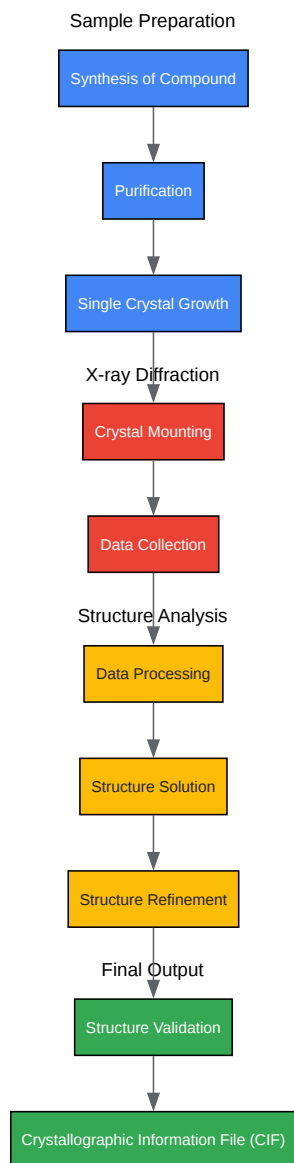 Sample Preparation
Synthesis of Compound
Purification
Single Crystal Growth
X-ray Diffraction
Crystal Mounting
Data Collection
Structure Analysis
Data Processing
Structure Solution
Structure Refinement
Final Output
Structure Validation
Crystallographic Information File (CIF)